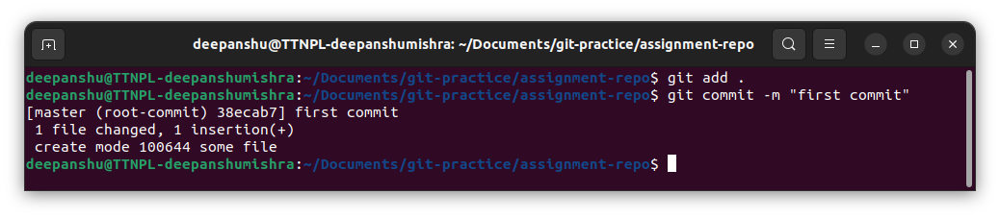 deepanshu@TTNPL-deepanshumishra: ~/Documents/git-practice/assignment-repo
deepanshu@TTNPL-deepanshumishra:~/Documents/git-practice/assignment-repo$ git add .
deepanshu@TTNPL-deepanshumishra:~/Documents/git-practice/assignment-repo$ git commit -m "first commit"
[master (root-commit) 38ecab7] first commit
 1 file changed, 1 insertion(+)
 create mode 100644 some file
deepanshu@TTNPL-deepanshumishra:~/Documents/git-practice/assignment-repo$